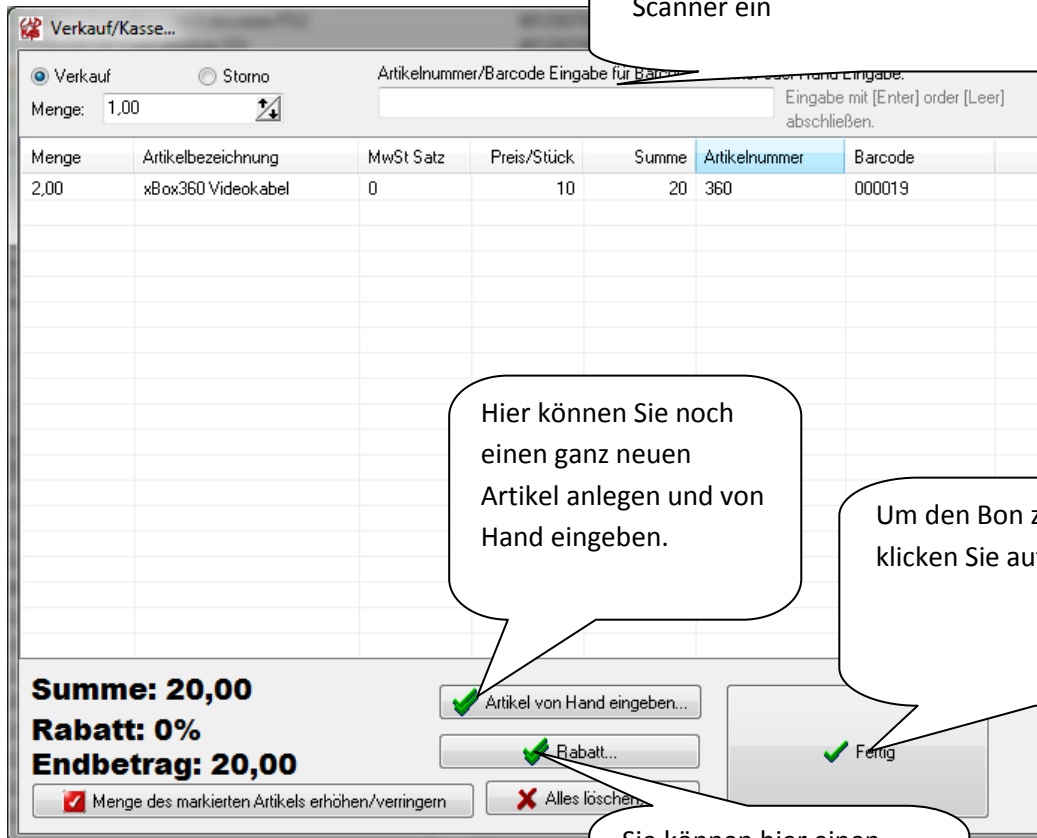 Scanner ein
Verkauf/Kasse...
Verkauf Storno
Artikelnummer/Barcode Eingabe für Hand Eingabe:
Menge: 1,00
Eingabe mit [Enter] order [Leer]
abschließen.
Menge Artikelbezeichnung MwSt Satz Preis/Stück Summe Artikelnummer Barcode
2,00 xBox360 Videokabel 0 10 20 360 000019
Hier können Sie noch
einen ganz neuen
Artikel anlegen und von
Hand eingeben.
Um den Bon z
klicken Sie au
Summe: 20,00
Rabatt: 0%
Endbetrag: 20,00
Artikel von Hand eingeben...
Rabatt...
Fertig
Menge des markierten Artikels erhöhen/verringern
Alles löschen
Sie können hier einen